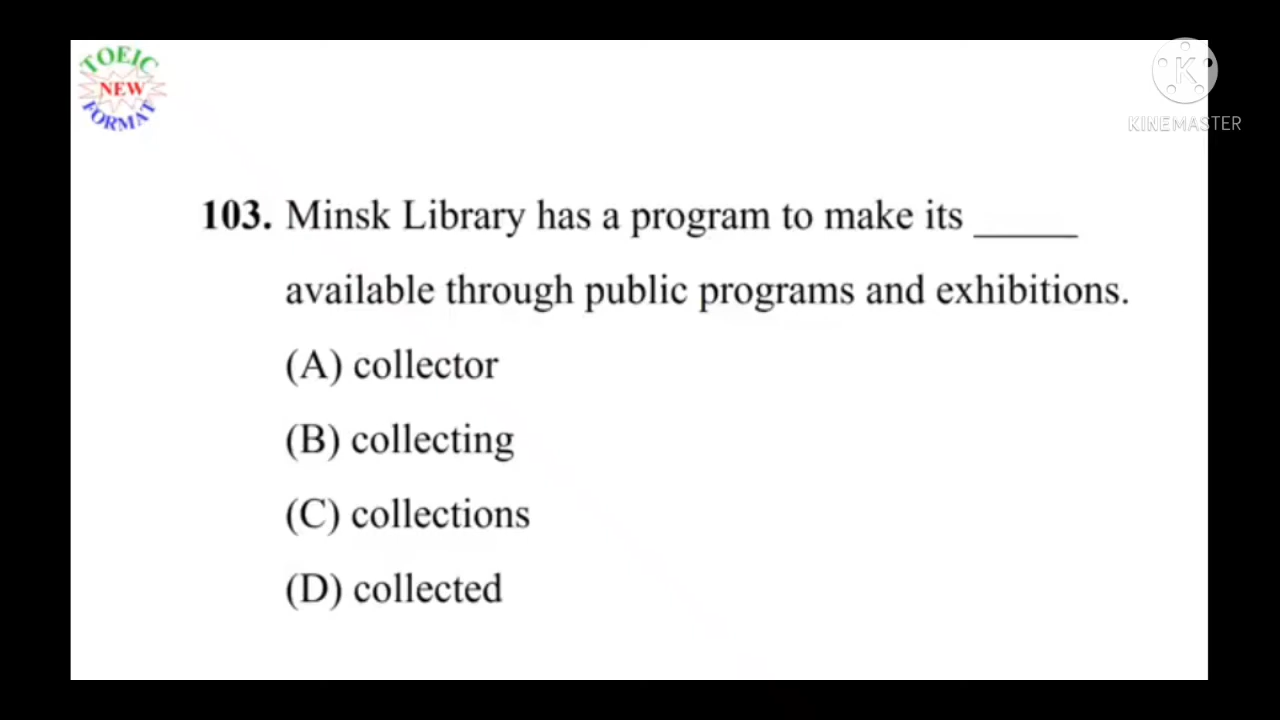 TOEIC
NEW
FORMAT
KINEMASTER
103. Minsk Library has a program to make its _____
available through public programs and exhibitions.
(A) collector
(B) collecting
(C) collections
(D) collected